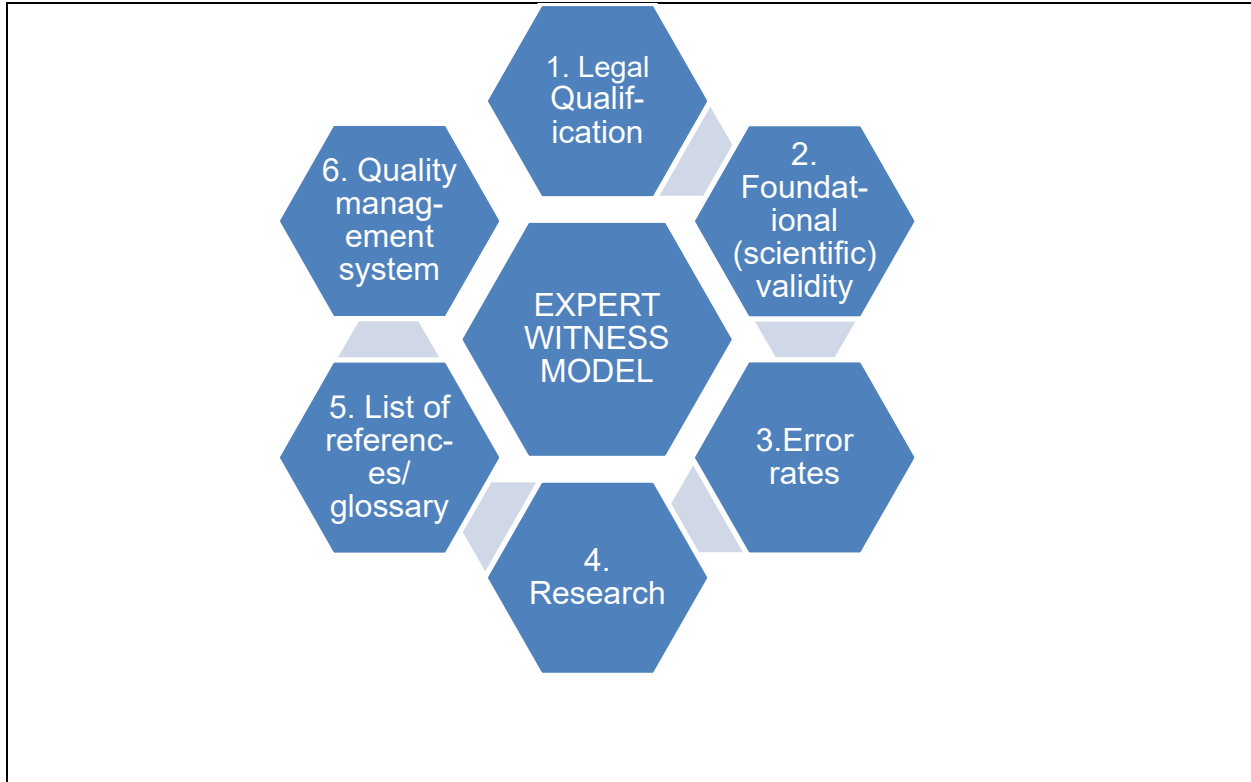 1. Legal
Qualif-
ication
2.
Foundat-
ional
(scientific)
validity
3.Error
rates
4.
Research
5. List of
referenc-
es/
glossary
6. Quality
manag-
ement
system
EXPERT
WITNESS
MODEL